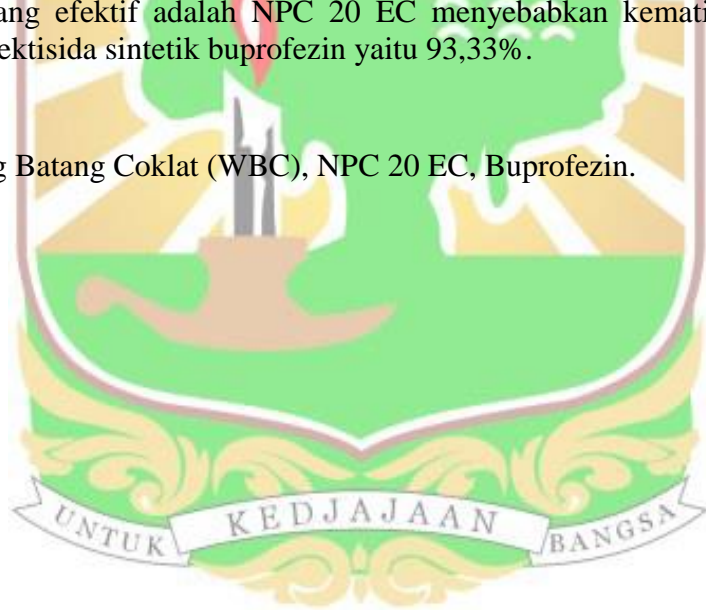 ang efektif adalah NPC 20 EC menyebabkan kemati
ektisida sintetik buprofezin yaitu 93,33%.
g Batang Coklat (WBC), NPC 20 EC, Buprofezin.
UNTUK KEDJAJAAN BANGSA